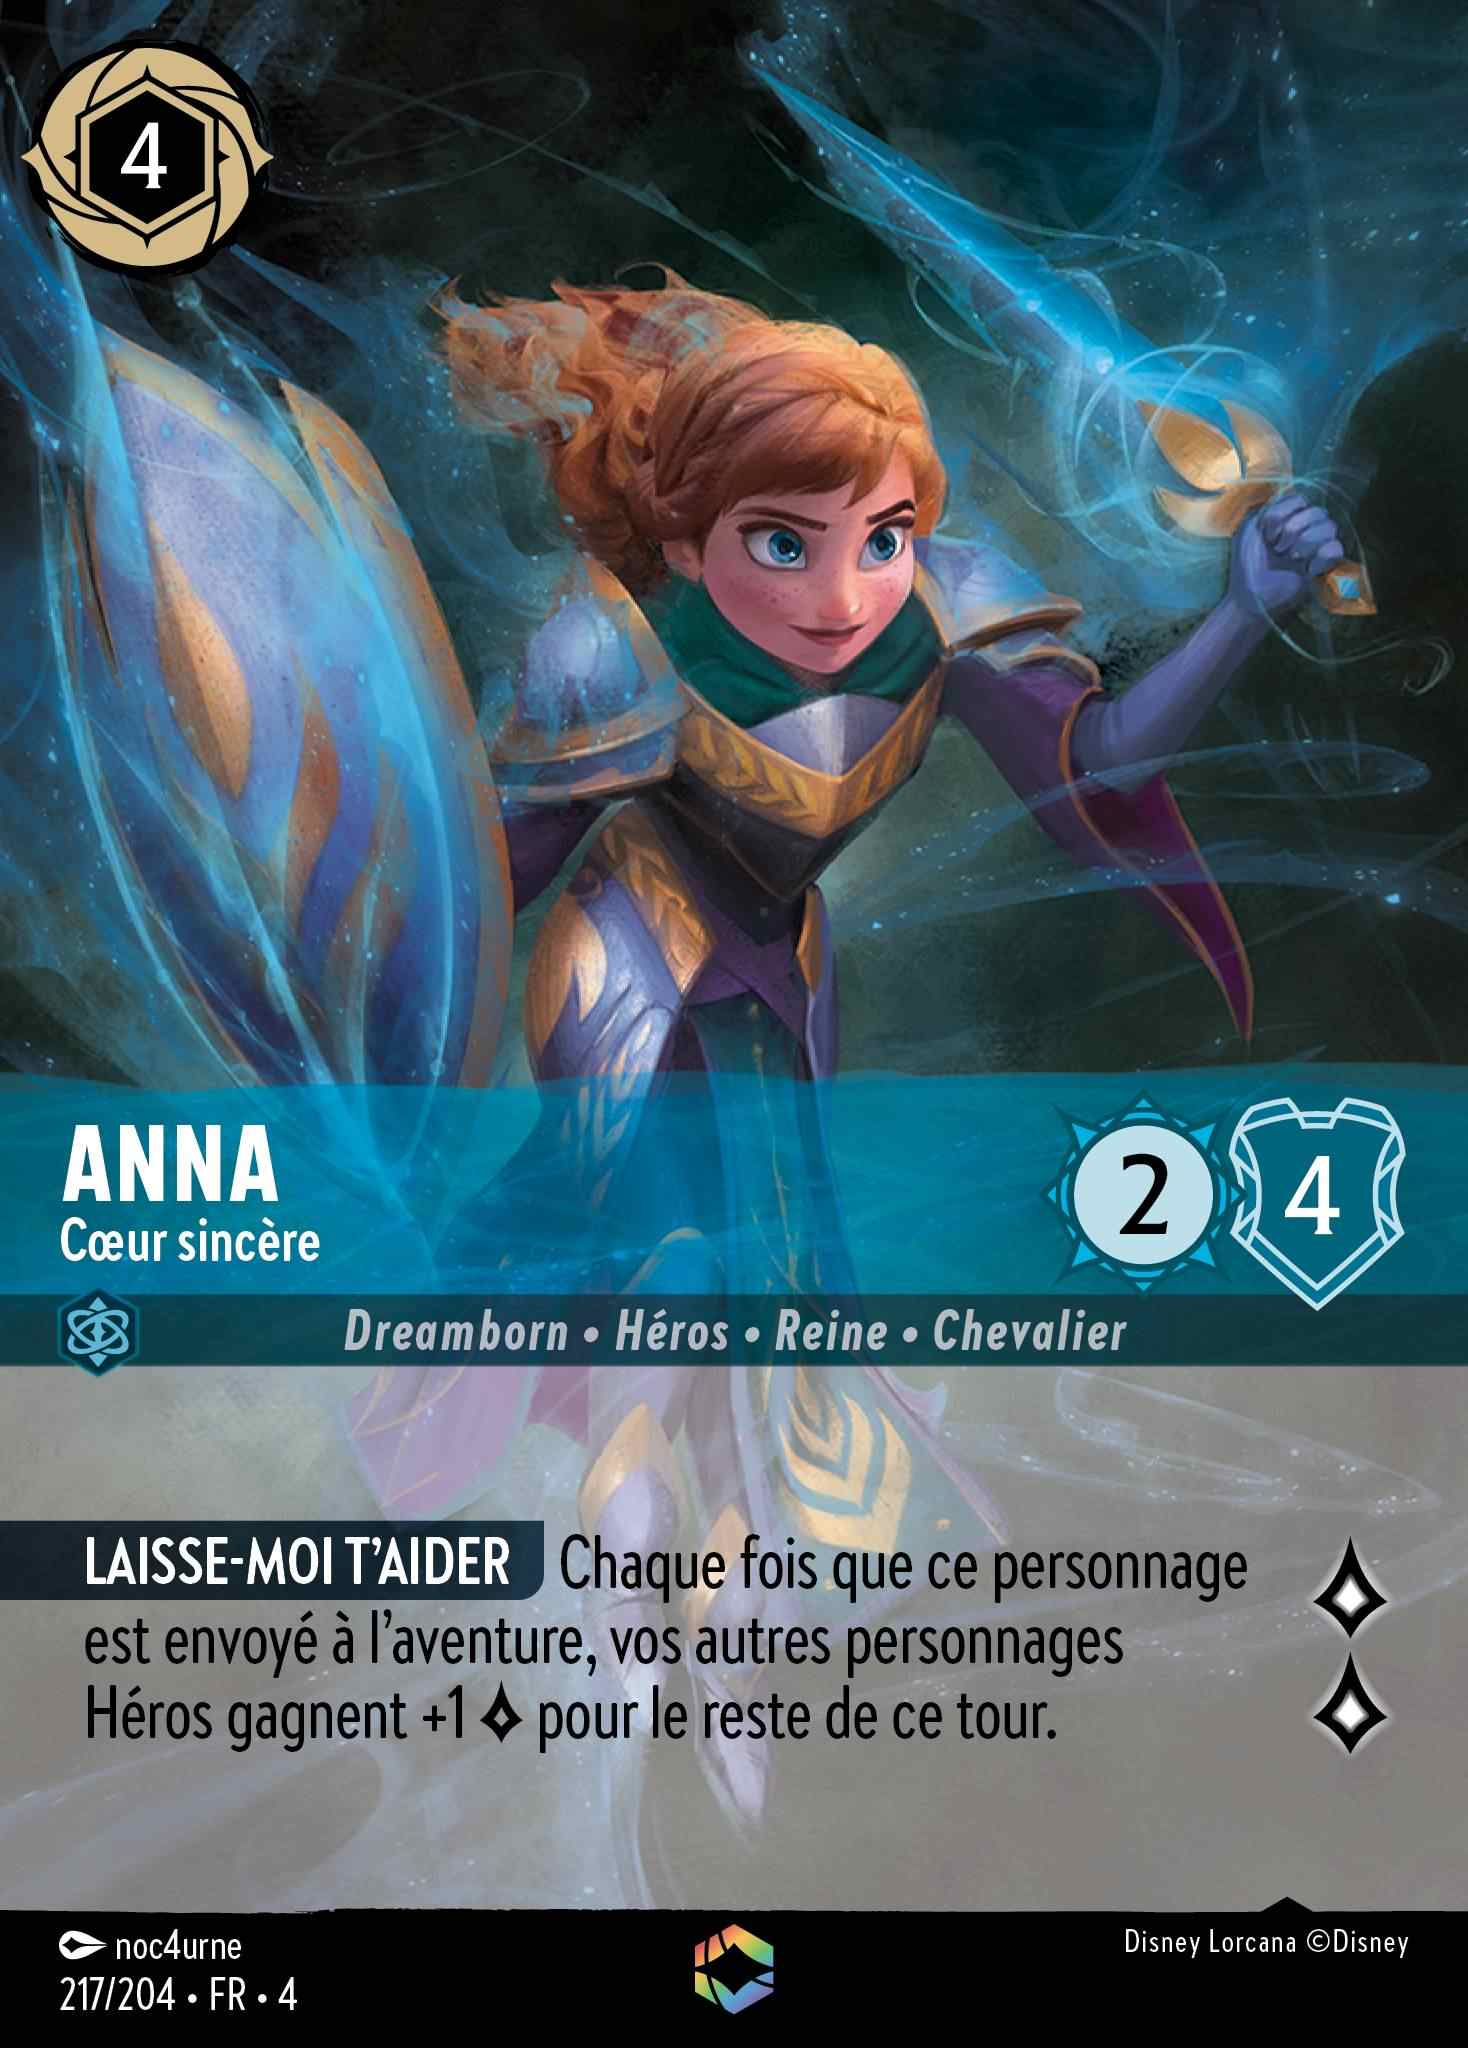 4
ANNA
Cœur sincère
2
4
Dreamborn • Héros • Reine • Chevalier
LAISSE-MOI T’AIDER Chaque fois que ce personnage
est envoyé à l’aventure, vos autres personnages
Héros gagnent +1 pour le reste de ce tour.
noc4urne
217/204 • FR • 4
Disney Lorcana ©Disney